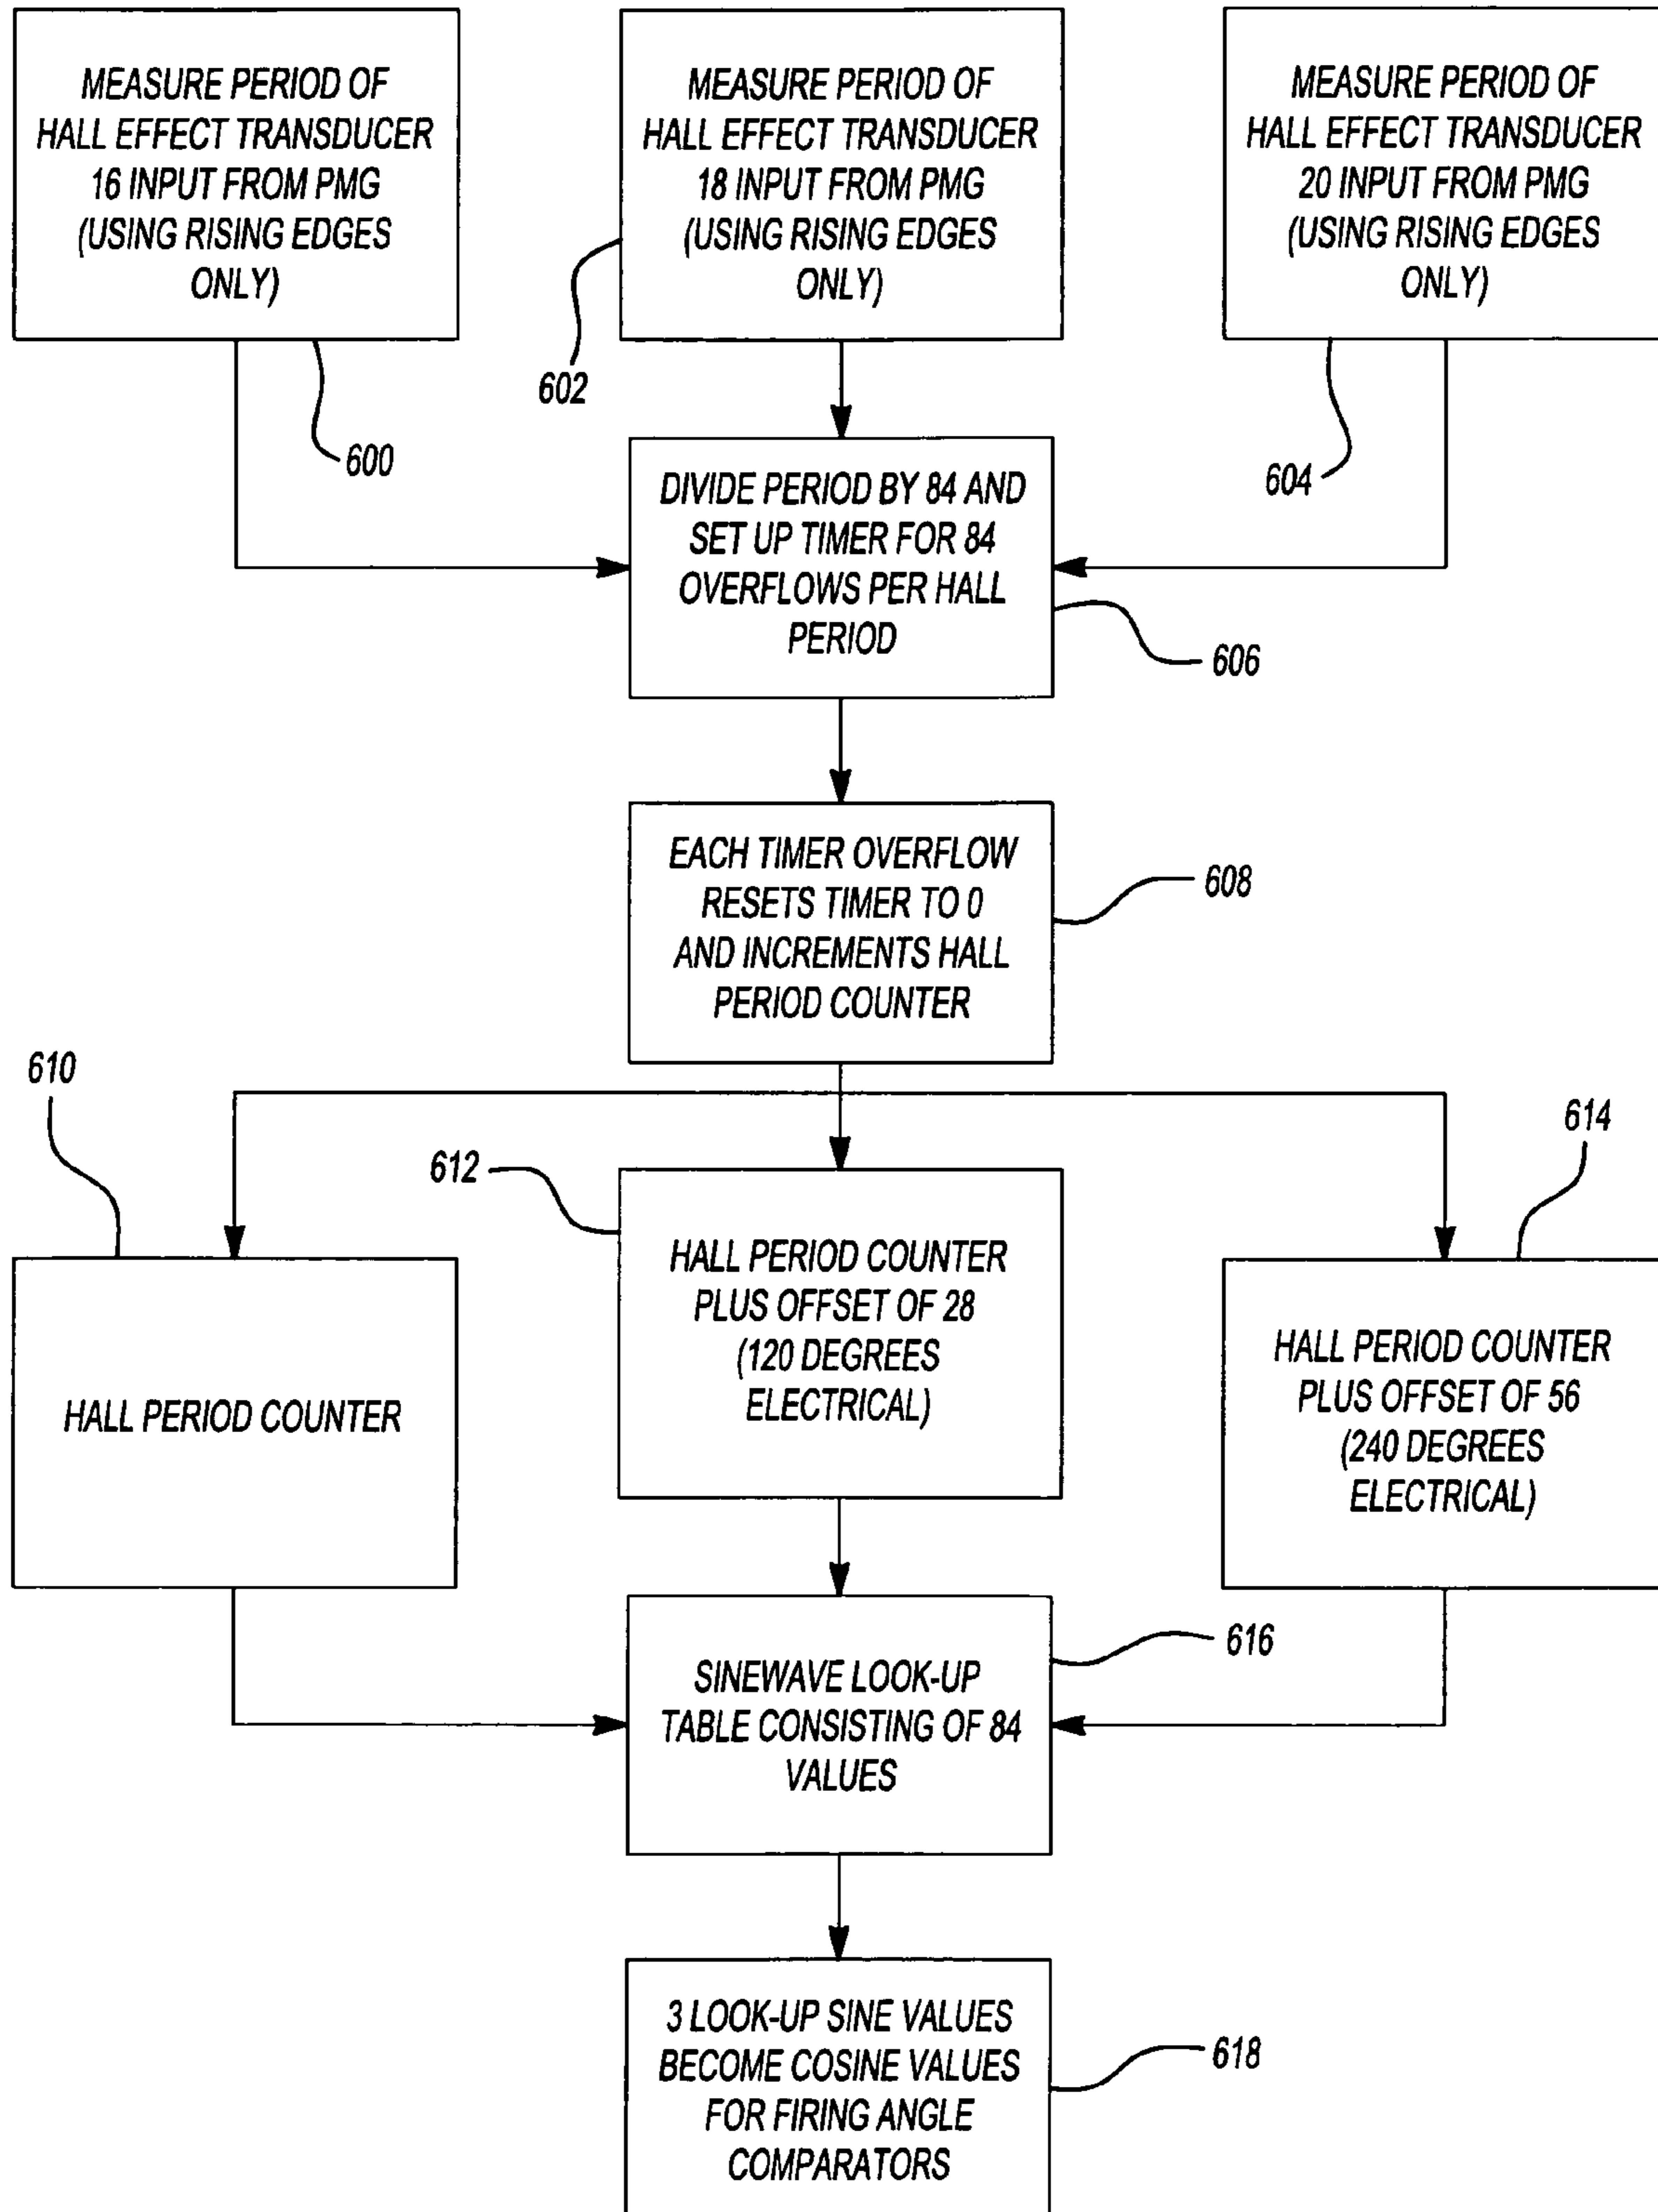 MEASURE PERIOD OF
HALL EFFECT TRANSDUCER
16 INPUT FROM PMG
(USING RISING EDGES
ONLY)
600
MEASURE PERIOD OF
HALL EFFECT TRANSDUCER
18 INPUT FROM PMG
(USING RISING EDGES
ONLY)
602
MEASURE PERIOD OF
HALL EFFECT TRANSDUCER
20 INPUT FROM PMG
(USING RISING EDGES
ONLY)
604
DIVIDE PERIOD BY 84 AND
SET UP TIMER FOR 84
OVERFLOWS PER HALL
PERIOD
606
EACH TIMER OVERFLOW
RESETS TIMER TO 0
AND INCREMENTS HALL
PERIOD COUNTER
608
610
HALL PERIOD COUNTER
612
HALL PERIOD COUNTER
PLUS OFFSET OF 28
(120 DEGREES
ELECTRICAL)
614
HALL PERIOD COUNTER
PLUS OFFSET OF 56
(240 DEGREES
ELECTRICAL)
SINEWAVE LOOK-UP
TABLE CONSISTING OF 84
VALUES
616
3 LOOK-UP SINE VALUES
BECOME COSINE VALUES
FOR FIRING ANGLE
COMPARATORS
618